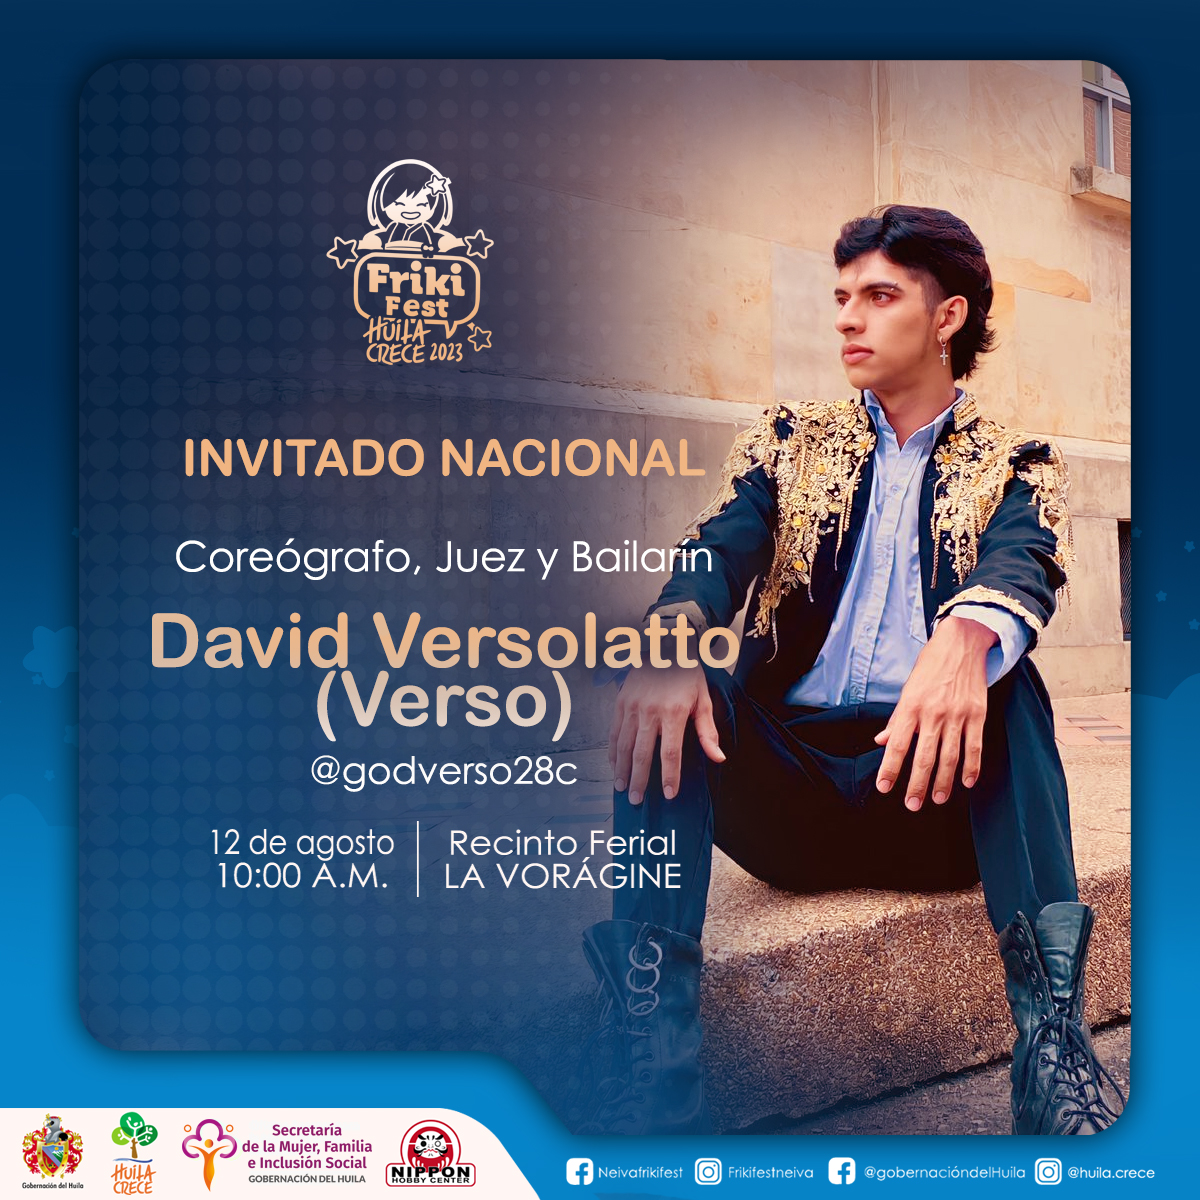 Friki
Fest
HUILA
CRECE 2023
INVITADO NACIONAL
Coreógrafo, Juez y Bailarín
David Versolatto
(Verso)
@godverso28c
12 de agosto
10:00 A.M.
Recinto Ferial
LA VORÁGINE
Gobernación del Huila
HUILA
CRECE
Secretaría
de la Mujer, Familia
e Inclusión Social
GOBERNACIÓN DEL HUILA
NIPPON
HOBBY CENTER
Neivafrikifest
Frikifestneiva
@gobernacióndelHuila
@huila.crece